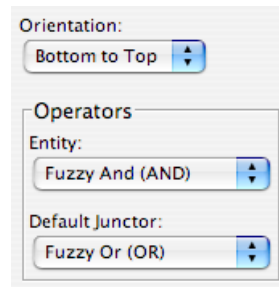 Orientation:
Bottom to Top
Operators
Entity:
Fuzzy And (AND)
Default Junctor:
Fuzzy Or (OR)